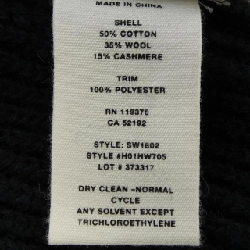 MADE IN CHINA
SHELL
50% COTTON
35% WOOL
15% CASHMERE
TRIM
100% POLYESTER
RN 119376
CA 52192
STYLE: SW1602
STYLE #H01HW705
LOT # 373317
DRY CLEAN -NORMAL
CYCLE
ANY SOLVENT EXCEPT
TRICHLOROETHYLENE